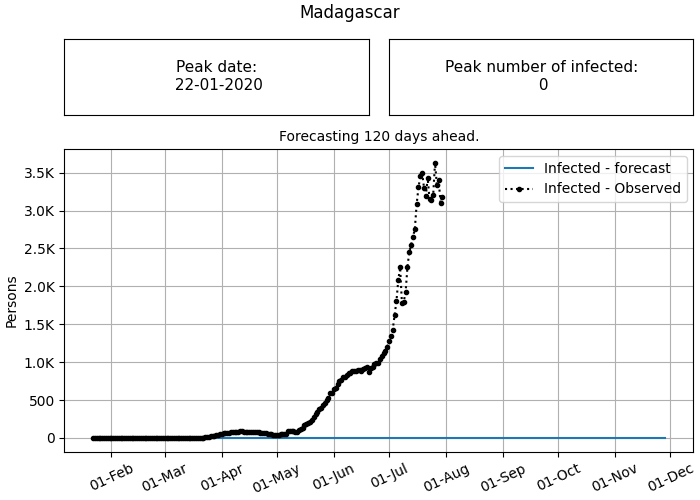 Madagascar
Peak date:
22-01-2020
Peak number of infected:
0
Forecasting 120 days ahead.
Infected - forecast
Infected - Observed
Persons
3.5K
3.0K
2.5K
2.0K
1.5K
1.0K
500
0
01-Feb
01-Mar
01-Apr
01-May
01-Jun
01-Jul
01-Aug
01-Sep
01-Oct
01-Nov
01-Dec